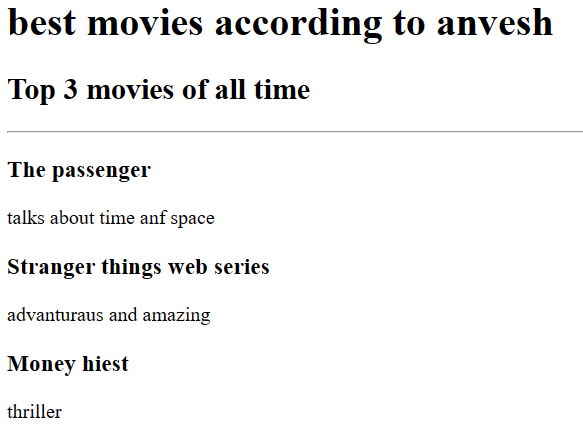 best movies according to anvesh
Top 3 movies of all time
The passenger
talks about time anf space
Stranger things web series
advanturaus and amazing
Money hiest
thriller